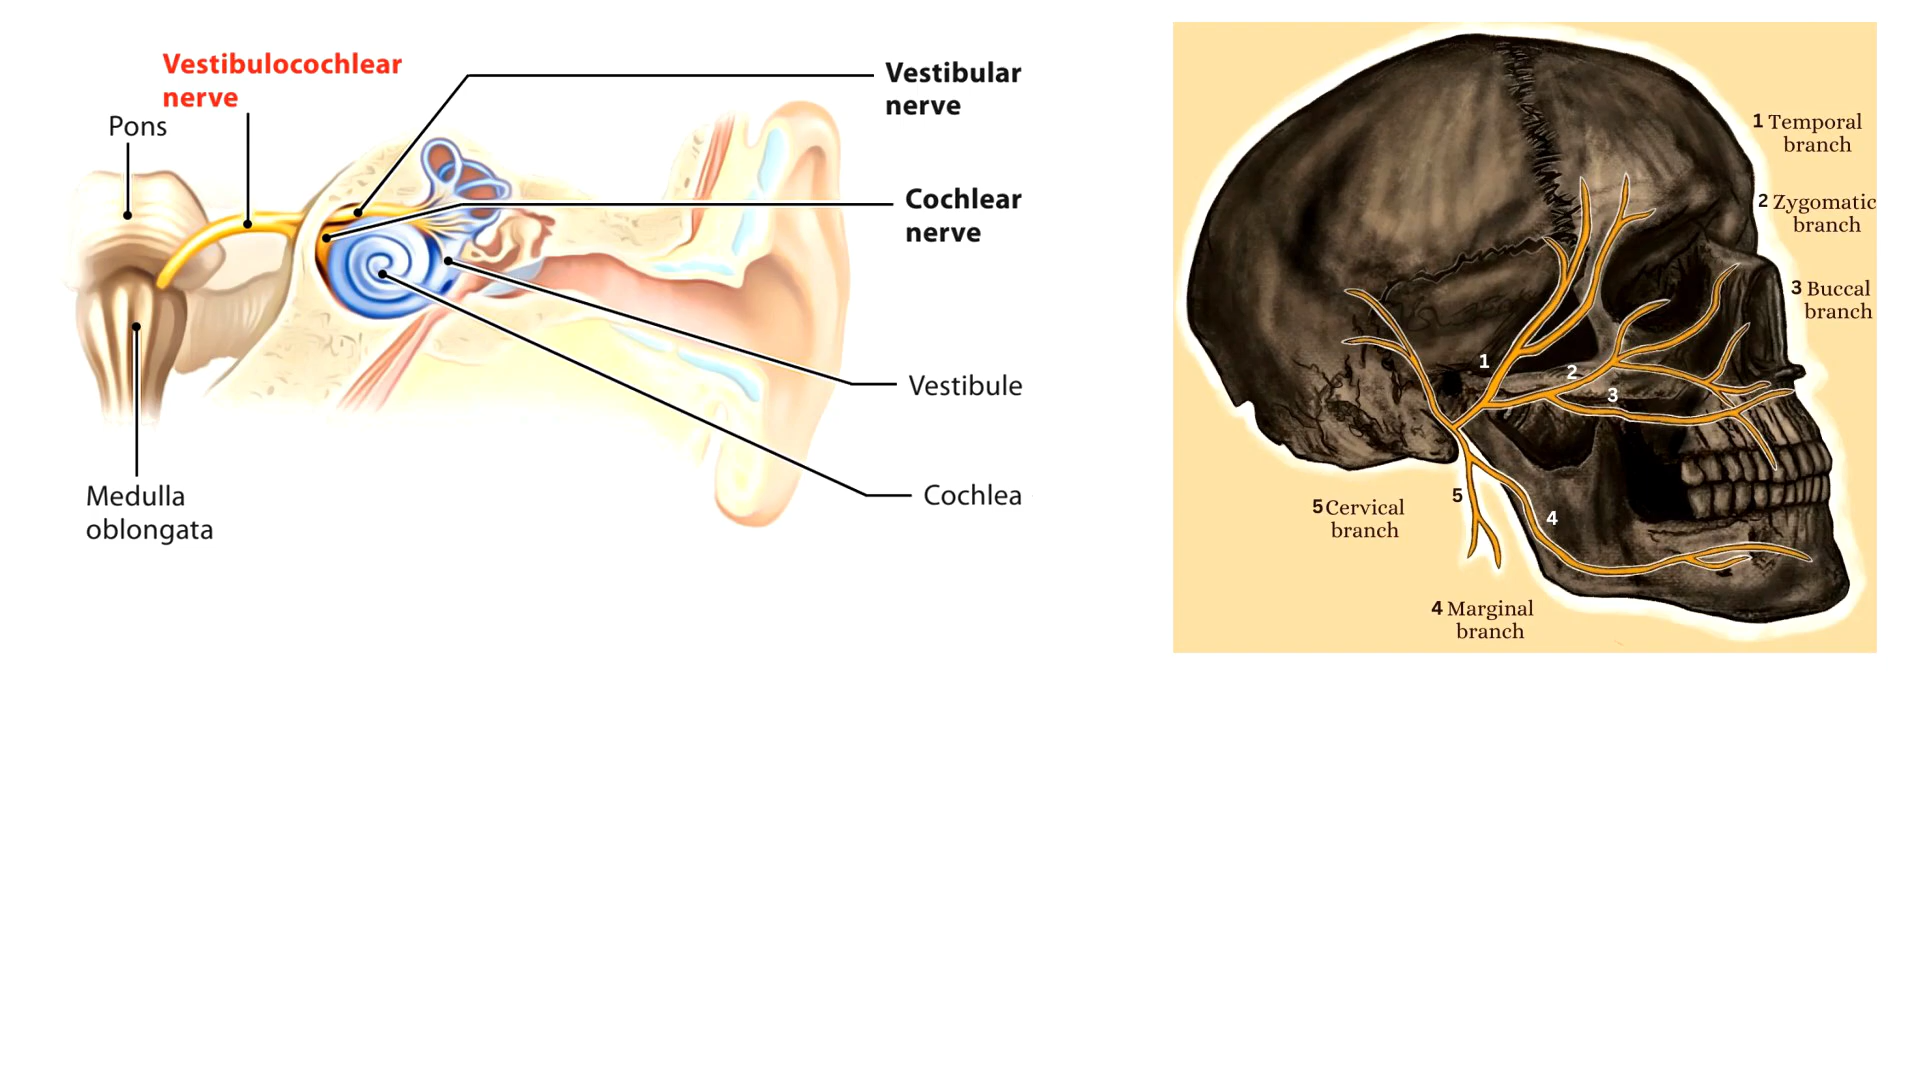 Vestibulocochlear
nerve
Pons
Vestibular
nerve
Cochlear
nerve
Vestibule
Cochlea
Medulla
oblongata
1 Temporal
branch
2 Zygomatic
branch
3 Buccal
branch
1
2
3
5
4
5 Cervical
branch
4 Marginal
branch